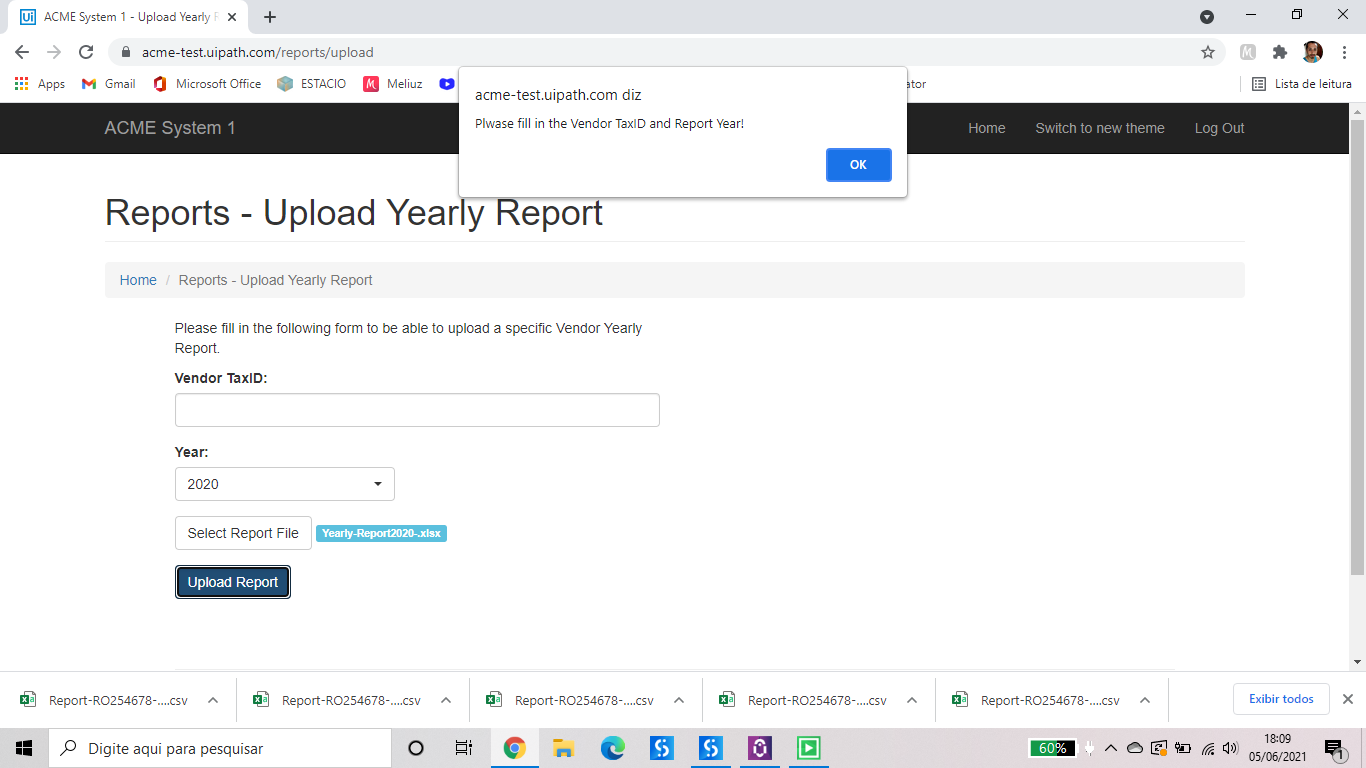 Ui ACME System 1 - Upload Yearly R
acme-test.uipath.com/reports/upload
Apps Gmail Microsoft Office ESTACIO Meliuz ator Lista de leitura
acme-test.uipath.com diz
Plwase fill in the Vendor TaxID and Report Year!
OK
ACME System 1 Home Switch to new theme Log Out
Reports - Upload Yearly Report
Home / Reports - Upload Yearly Report
Please fill in the following form to be able to upload a specific Vendor Yearly
Report.
Vendor TaxID:
Year:
2020
Select Report File Yearly-Report2020-.xlsx
Upload Report
Report-RO254678-....csv Report-RO254678-....csv Report-RO254678-....csv Report-RO254678-....csv Report-RO254678-....csv Exibir todos
Digite aqui para pesquisar 60% 18:09
05/06/2021 1